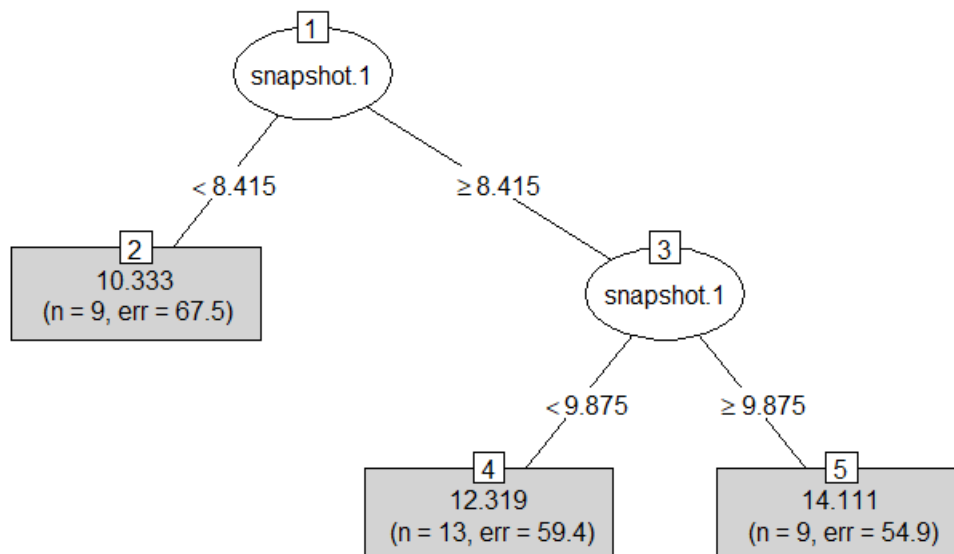 1
snapshot.1
< 8.415
≥ 8.415
2
10.333
(n = 9, err = 67.5)
3
snapshot.1
< 9.875
≥ 9.875
4
12.319
(n = 13, err = 59.4)
5
14.111
(n = 9, err = 54.9)